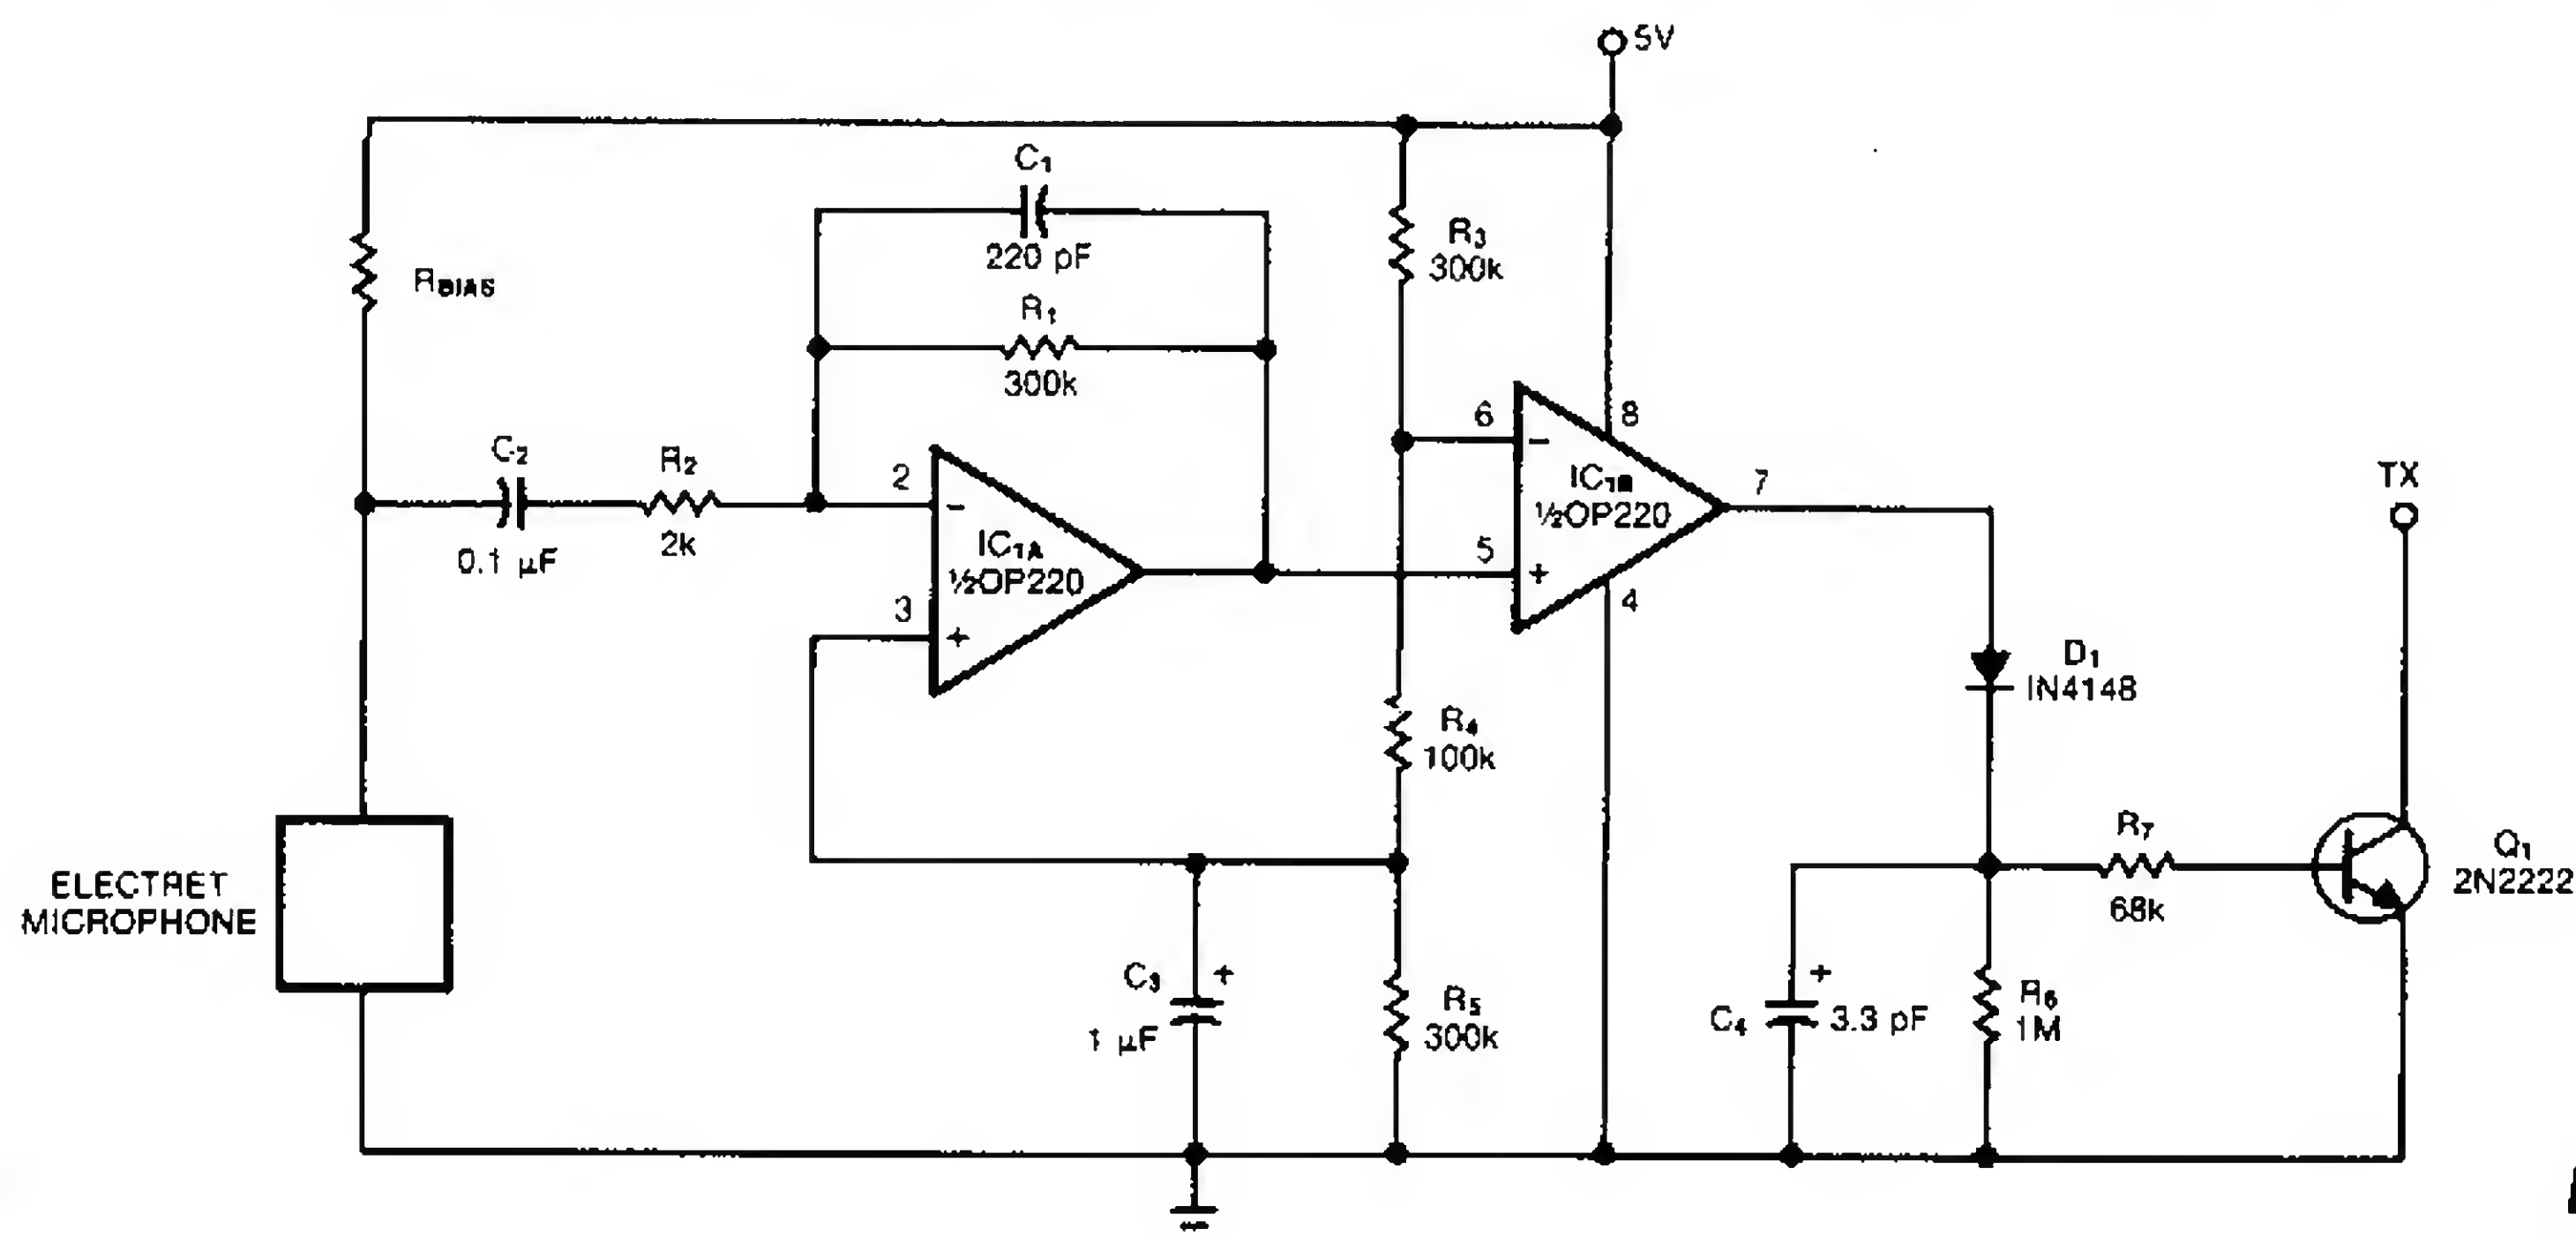 5V
C₁
220 pF
R₁
300k
R₃
300k
RBIAS
C₂
0.1 µF
R₂
2k
2
−
IC₁A
½OP220
3
+
6
−
8
IC₁B
½OP220
7
5
+
4
TX
D₁
IN4148
R₄
100k
R₇
68k
Q₁
2N2222
ELECTRET
MICROPHONE
C₃
+
1 µF
R₅
300k
C₄
+
3.3 pF
R₆
1M